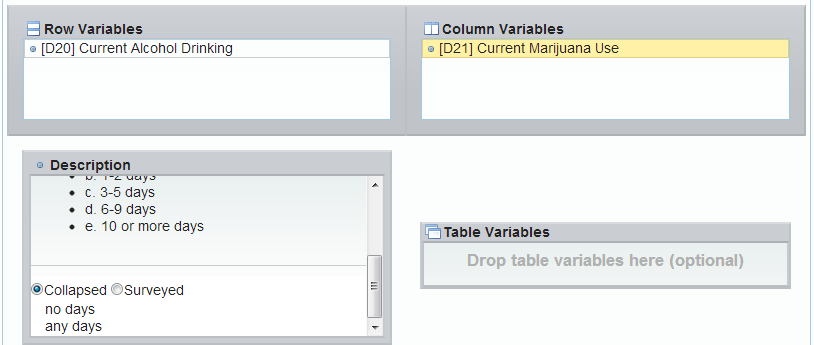 Row Variables
[D20] Current Alcohol Drinking
Column Variables
[D21] Current Marijuana Use
Description
b. 1-2 days
c. 3-5 days
d. 6-9 days
e. 10 or more days
Collapsed Surveyed
no days
any days
Table Variables
Drop table variables here (optional)